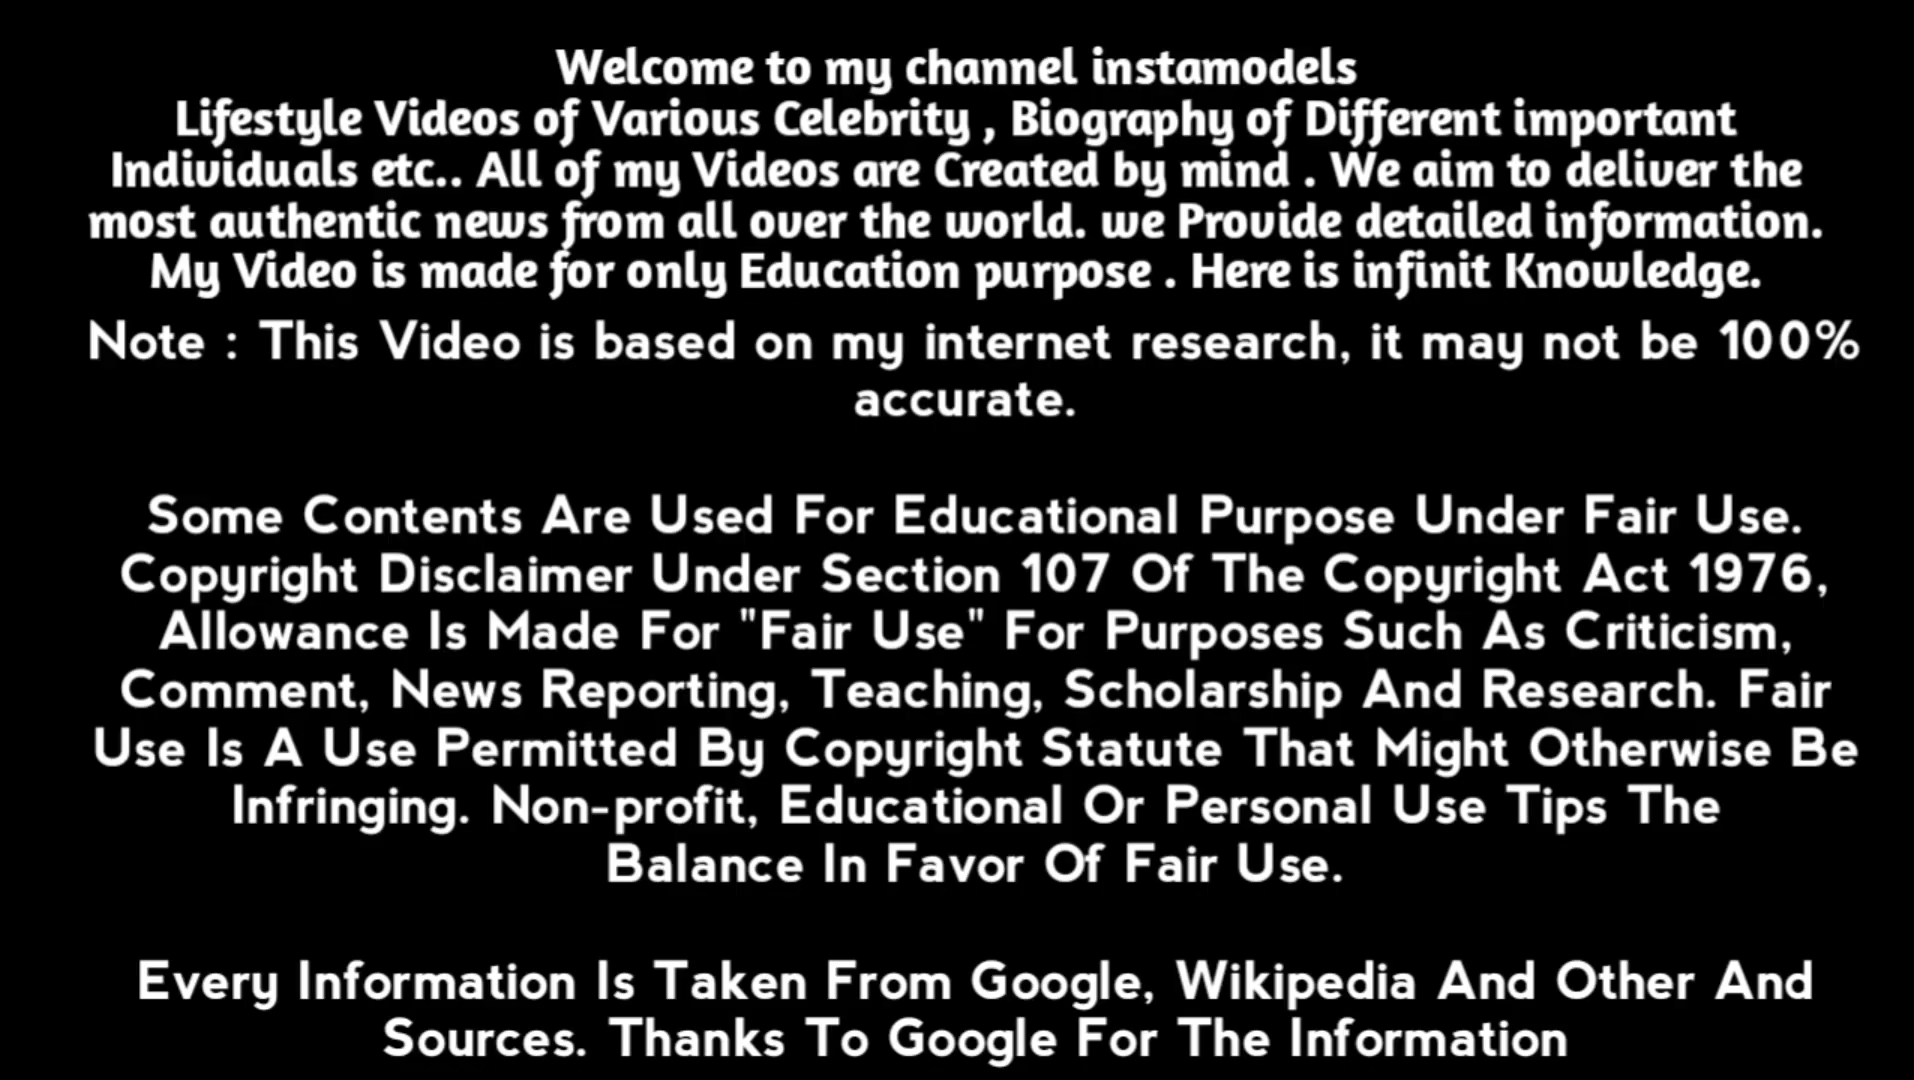 Welcome to my channel instamodels
Lifestyle Videos of Various Celebrity , Biography of Different important
Individuals etc.. All of my Videos are Created by mind . We aim to deliver the
most authentic news from all over the world. we Provide detailed information.
My Video is made for only Education purpose . Here is infinit Knowledge.
Note : This Video is based on my internet research, it may not be 100%
accurate.
Some Contents Are Used For Educational Purpose Under Fair Use.
Copyright Disclaimer Under Section 107 Of The Copyright Act 1976,
Allowance Is Made For "Fair Use" For Purposes Such As Criticism,
Comment, News Reporting, Teaching, Scholarship And Research. Fair
Use Is A Use Permitted By Copyright Statute That Might Otherwise Be
Infringing. Non-profit, Educational Or Personal Use Tips The
Balance In Favor Of Fair Use.
Every Information Is Taken From Google, Wikipedia And Other And
Sources. Thanks To Google For The Information